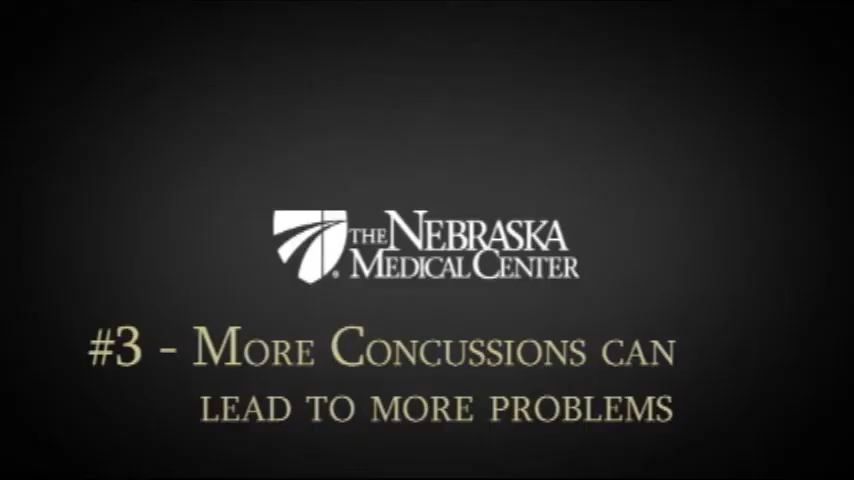 THE NEBRASKA
MEDICAL CENTER
#3 - MORE CONCUSSIONS CAN
LEAD TO MORE PROBLEMS